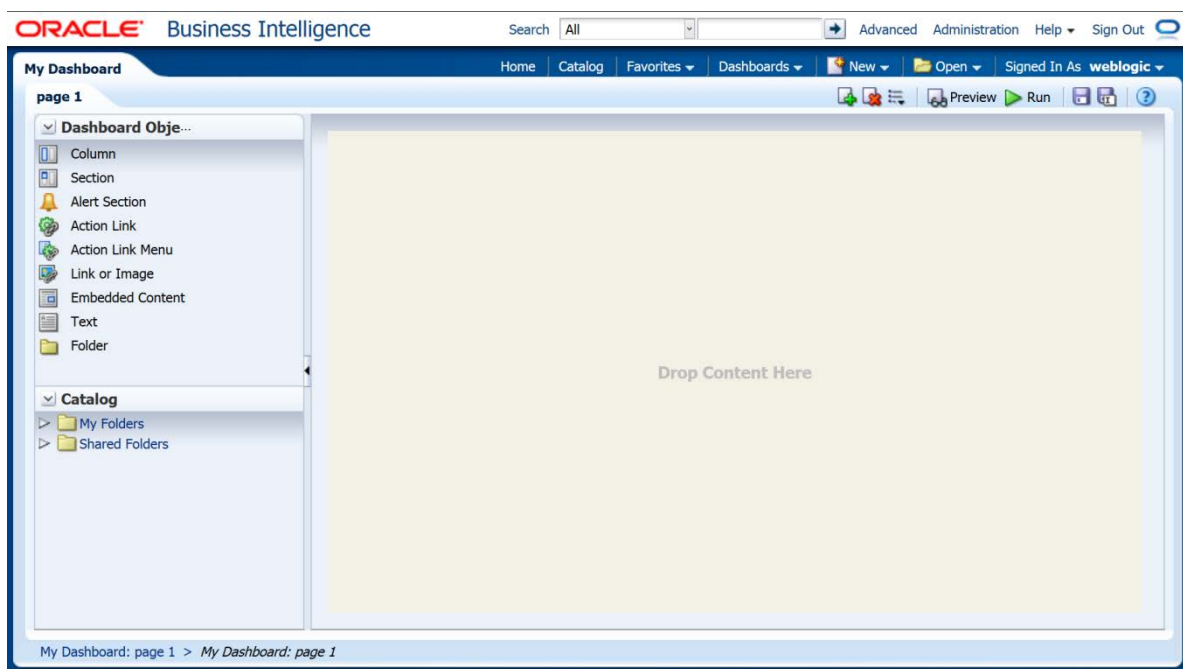 ORACLE Business Intelligence Search All Advanced Administration Help Sign Out
My Dashboard Home Catalog Favorites Dashboards New Open Signed In As weblogic
page 1 Preview Run
Dashboard Obje...
Column
Section
Alert Section
Action Link
Action Link Menu
Link or Image
Embedded Content
Text
Folder
Drop Content Here
Catalog
My Folders
Shared Folders
My Dashboard: page 1 > My Dashboard: page 1